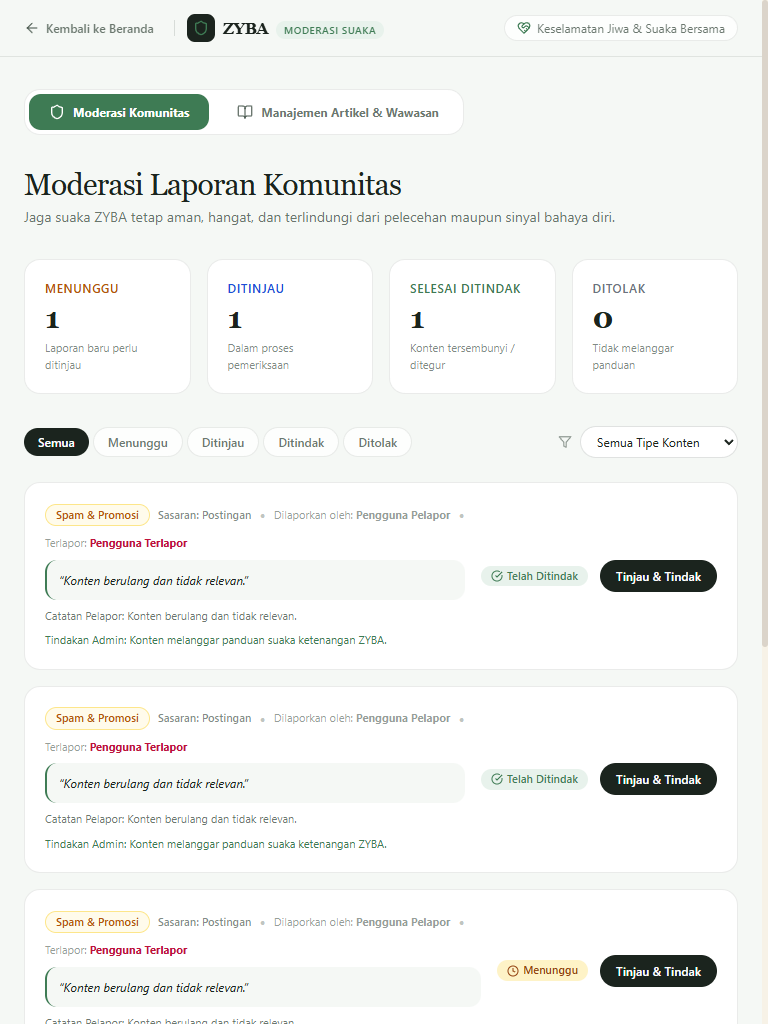 Kembali ke Beranda
ZYBA
MODERASI SUAKA
Keselamatan Jiwa & Suaka Bersama
Moderasi Komunitas
Manajemen Artikel & Wawasan
Moderasi Laporan Komunitas
Jaga suaka ZYBA tetap aman, hangat, dan terlindungi dari pelecehan maupun sinyal bahaya diri.
MENUNGGU
1
Laporan baru perlu
ditinjau
DITINJAU
1
Dalam proses
pemeriksaan
SELESAI DITINDAK
1
Konten tersembunyi /
ditegur
DITOLAK
0
Tidak melanggar
panduan
Semua
Menunggu
Ditinjau
Ditindak
Ditolak
Semua Tipe Konten
Spam & Promosi Sasaran: Postingan • Dilaporkan oleh: Pengguna Pelapor •
Terlapor: Pengguna Terlapor
"Konten berulang dan tidak relevan."
Telah Ditindak
Tinjau & Tindak
Catatan Pelapor: Konten berulang dan tidak relevan.
Tindakan Admin: Konten melanggar panduan suaka ketenangan ZYBA.
Spam & Promosi Sasaran: Postingan • Dilaporkan oleh: Pengguna Pelapor •
Terlapor: Pengguna Terlapor
"Konten berulang dan tidak relevan."
Telah Ditindak
Tinjau & Tindak
Catatan Pelapor: Konten berulang dan tidak relevan.
Tindakan Admin: Konten melanggar panduan suaka ketenangan ZYBA.
Spam & Promosi Sasaran: Postingan • Dilaporkan oleh: Pengguna Pelapor •
Terlapor: Pengguna Terlapor
"Konten berulang dan tidak relevan."
Menunggu
Tinjau & Tindak
Catatan Pelapor: Konten berulang dan tidak relevan.